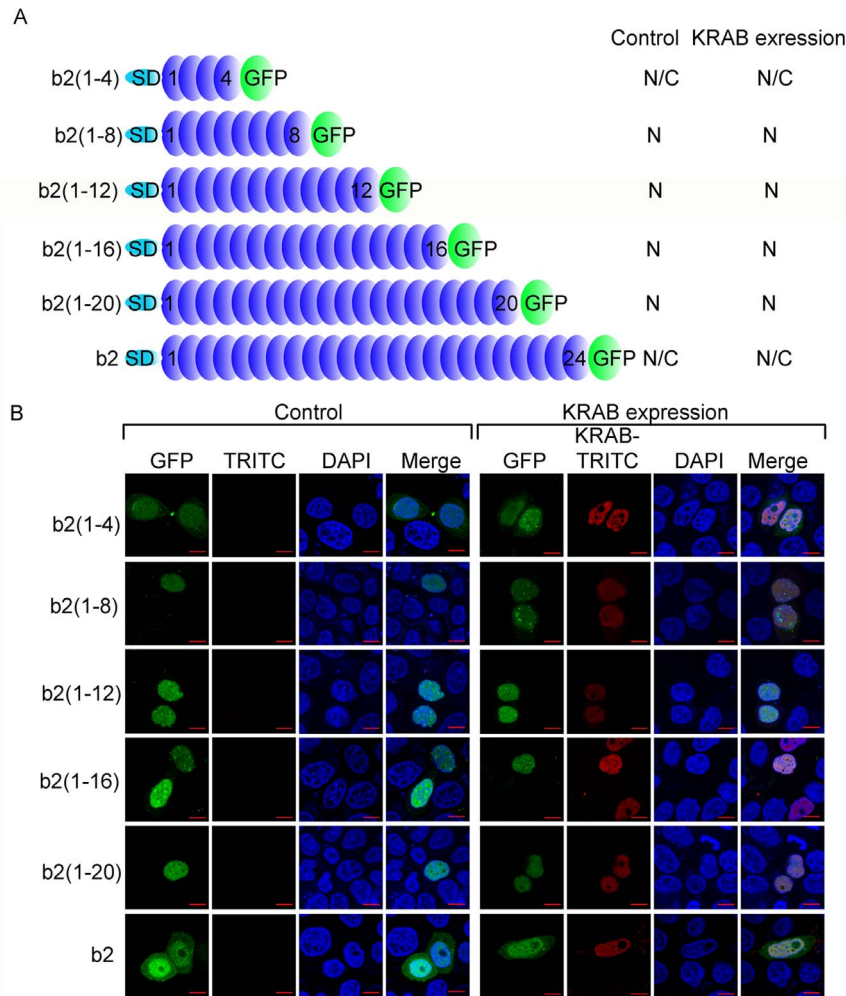 A
Control KRAB exression
b2(1-4) SD 1 4 GFP N/C N/C
b2(1-8) SD 1 8 GFP N N
b2(1-12) SD 1 12 GFP N N
b2(1-16) SD 1 16 GFP N N
b2(1-20) SD 1 20 GFP N N
b2 SD 1 24 GFP N/C N/C
B
Control KRAB expression
KRAB-
GFP TRITC DAPI Merge GFP TRITC DAPI Merge
b2(1-4)
b2(1-8)
b2(1-12)
b2(1-16)
b2(1-20)
b2